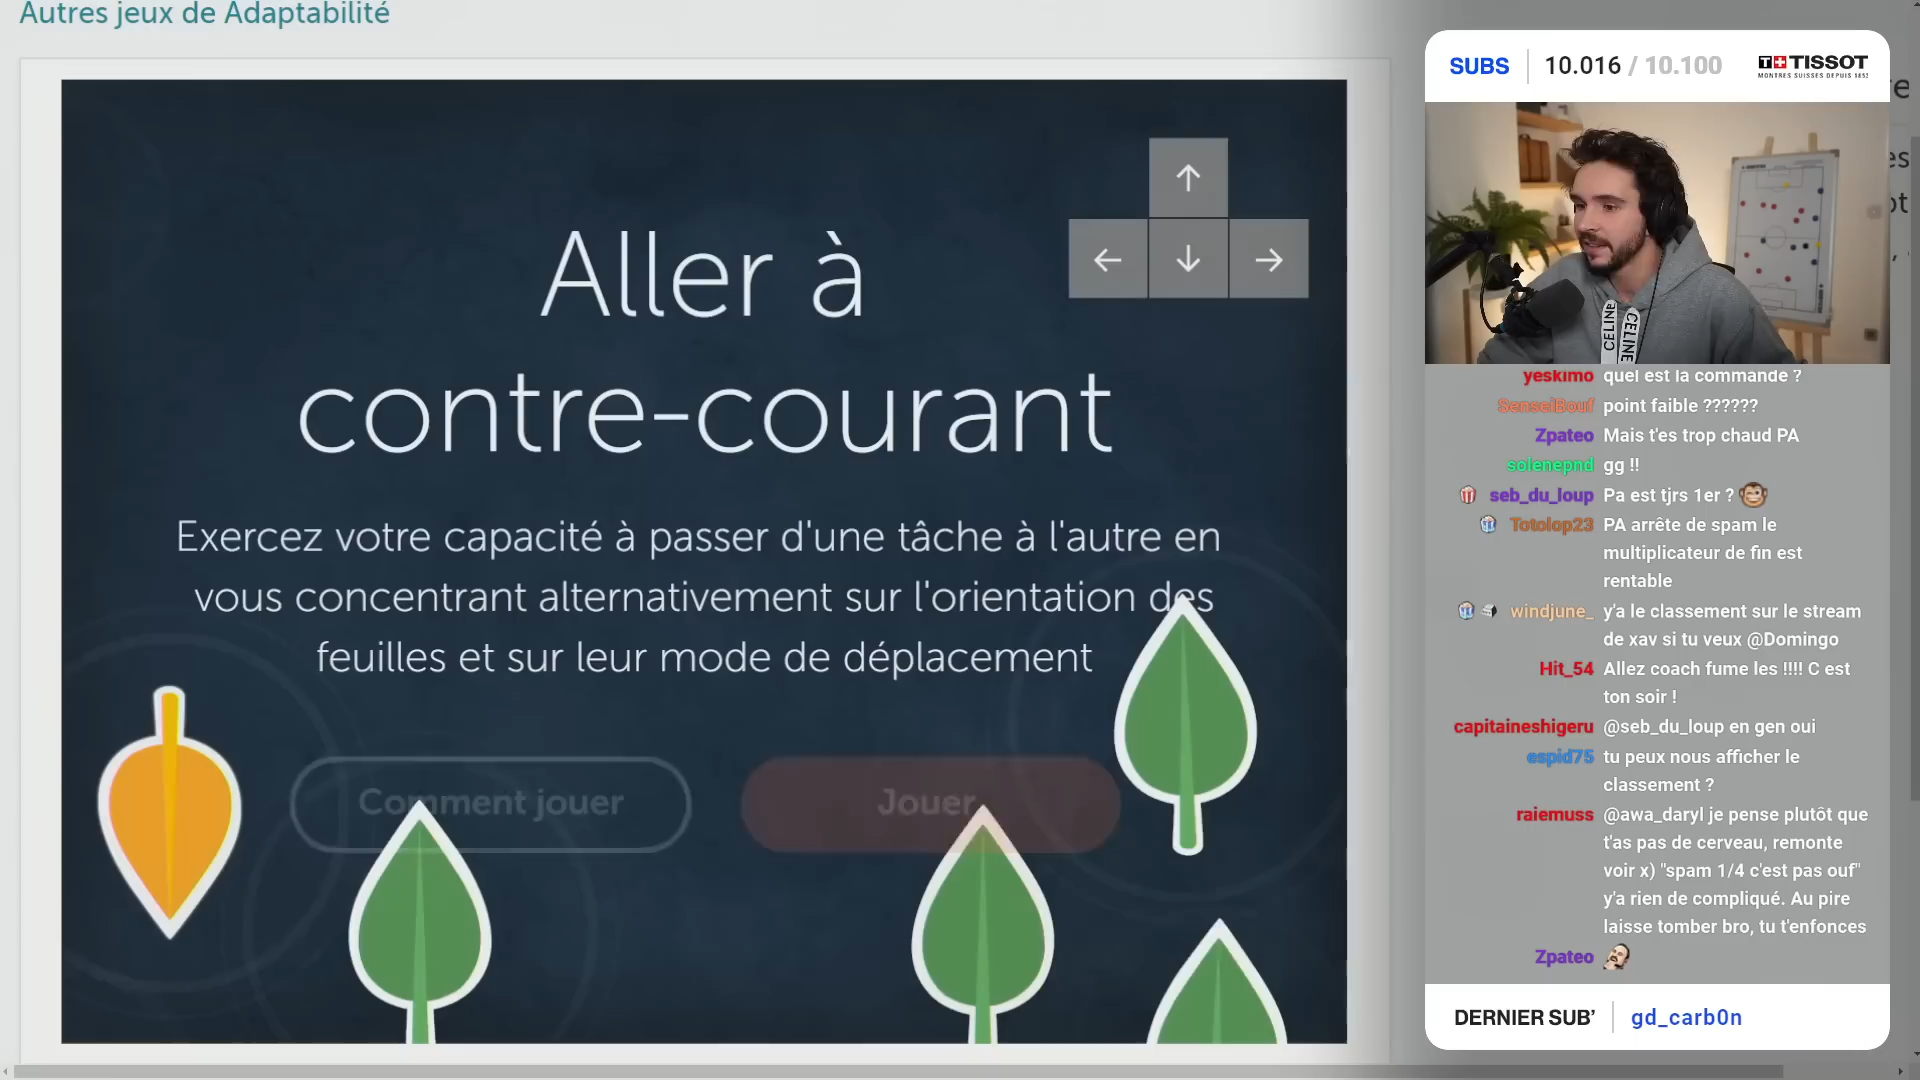 Autres jeux de Adaptabilité
Aller à
contre-courant
Exercez votre capacité à passer d'une tâche à l'autre en
vous concentrant alternativement sur l'orientation des
feuilles et sur leur mode de déplacement
Comment jouer
Jouer
SUBS 10.016 / 10.100 TISSOT
MONTRES SUISSES DEPUIS 1853
CELINE
CELINE
yeskimo quel est la commande ?
SenseiBouf point faible ??????
Zpateo Mais t'es trop chaud PA
solenepnd gg !!
seb_du_loup Pa est tjrs 1er ?
Totolop23 PA arrête de spam le
multiplicateur de fin est
rentable
windjune_ y'a le classement sur le stream
de xav si tu veux @Domingo
Hit_54 Allez coach fume les !!!! C est
ton soir !
capitaineshigeru @seb_du_loup en gen oui
espid75 tu peux nous afficher le
classement ?
raiemuss @awa_daryl je pense plutôt que
t'as pas de cerveau, remonte
voir x) "spam 1/4 c'est pas ouf"
y'a rien de compliqué. Au pire
laisse tomber bro, tu t'enfonces
Zpateo
DERNIER SUB' gd_carb0n